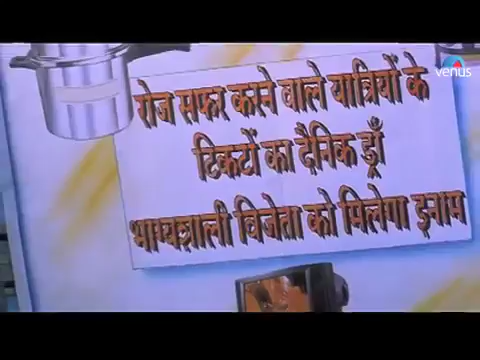 venus
रोज सफर करने वाले यात्रियों के
टिकटों का दैनिक ड्रॉ
भाग्यशाली विजेता को मिलेगा इनाम